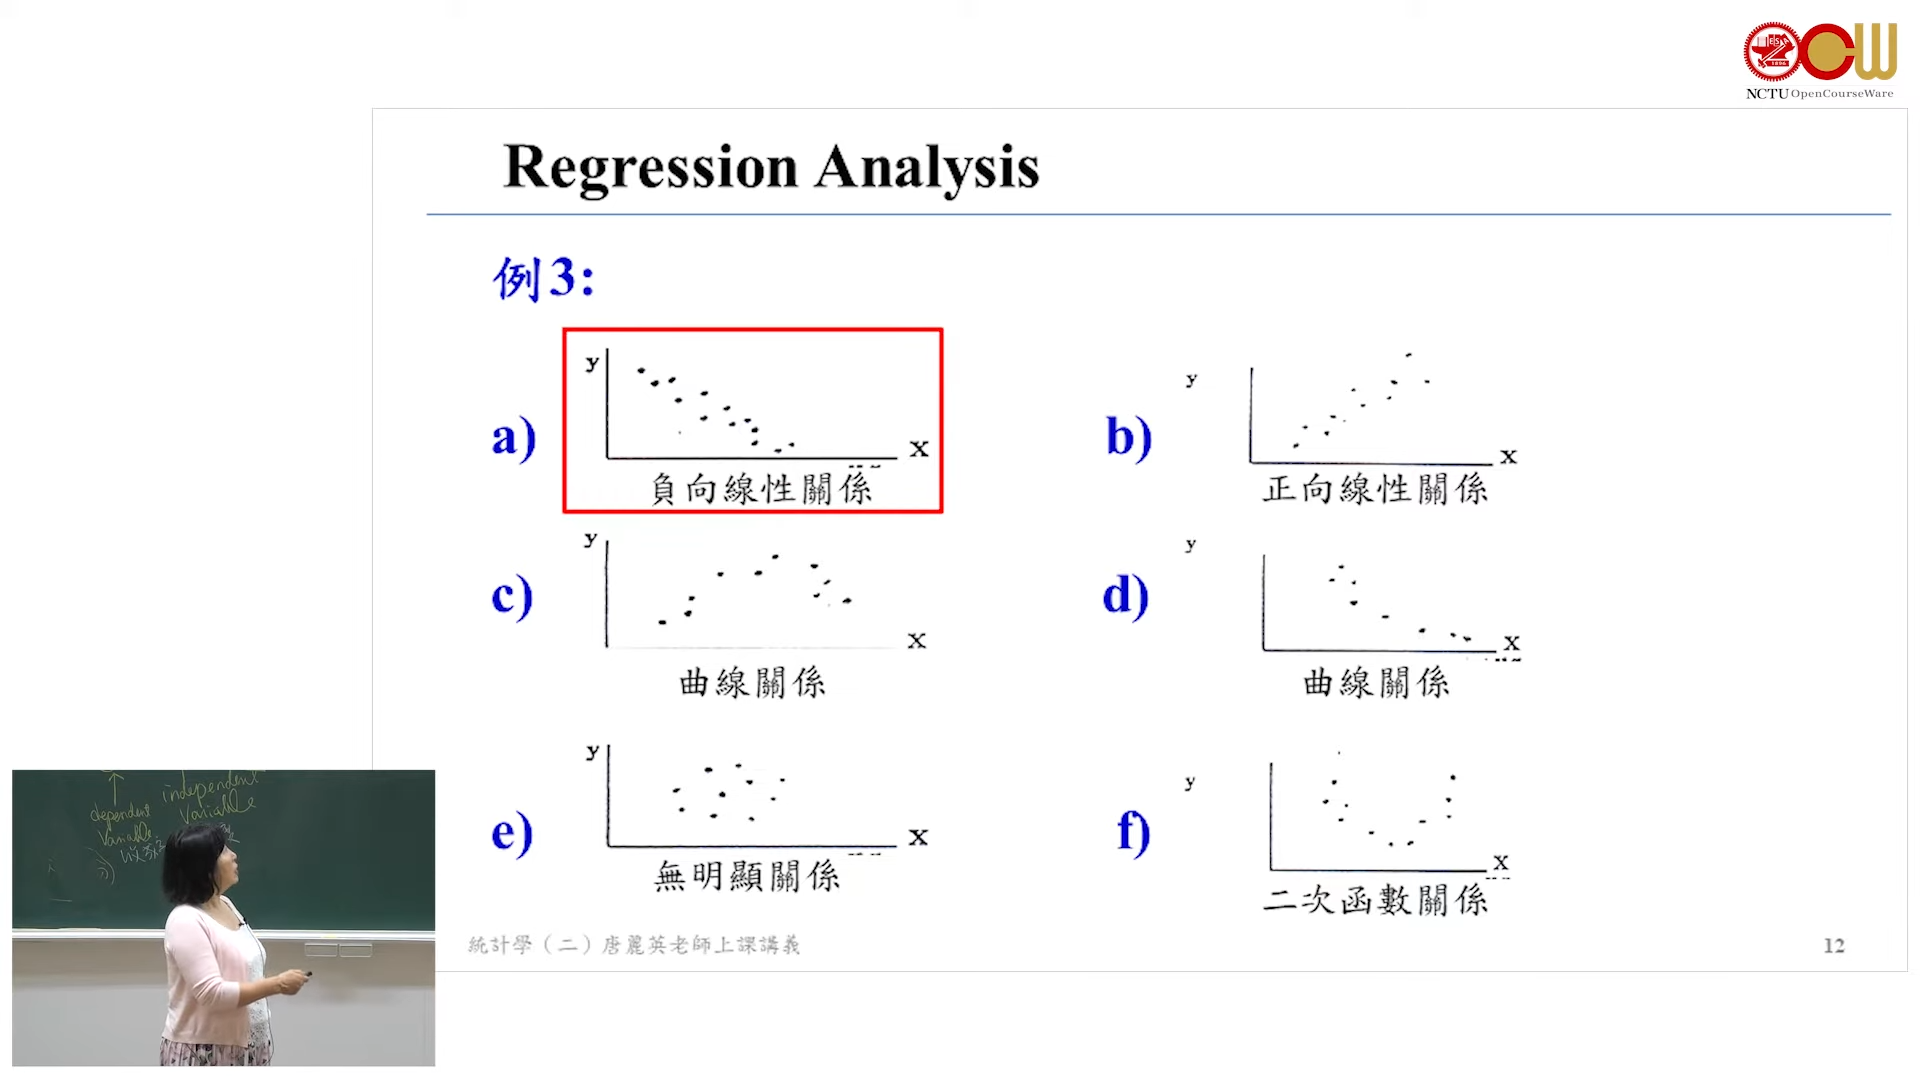 NCTU OpenCourseWare
Regression Analysis
例3:
a)
y
x
負向線性關係
b)
y
x
正向線性關係
c)
y
x
曲線關係
d)
y
x
曲線關係
e)
y
x
無明顯關係
f)
y
x
二次函數關係
independent
variable
dependent
variable
統計學（二）唐麗英老師上課講義
12